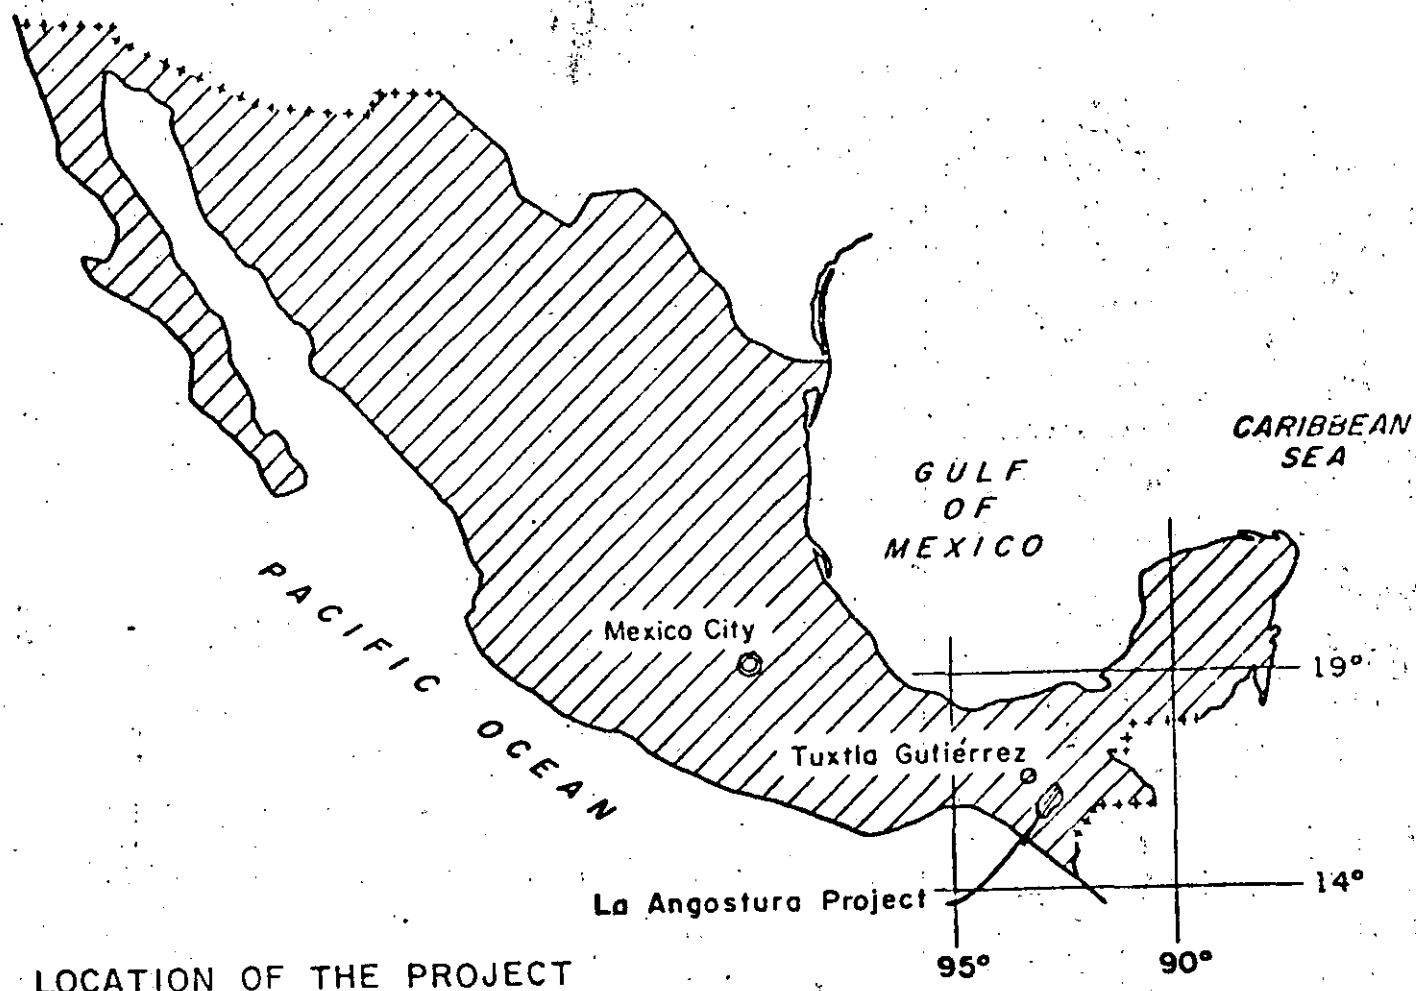 CARIBBEAN
SEA
GULF
OF
MEXICO
PACIFIC OCEAN
Mexico City
19°
Tuxtla Gutiérrez
14°
La Angostura Project
95°
90°
LOCATION OF THE PROJECT